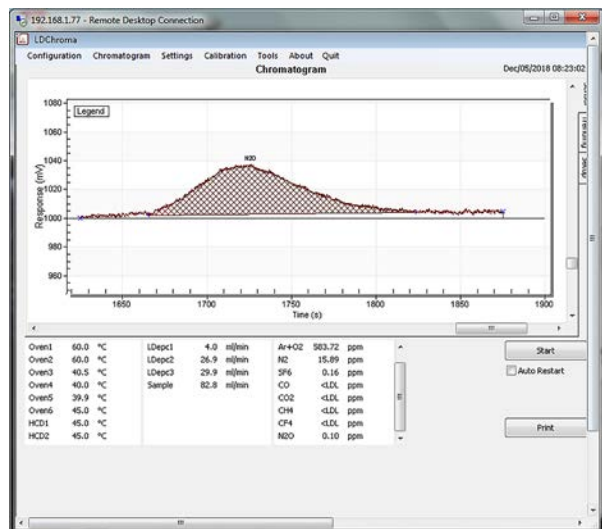 192.168.1.77 - Remote Desktop Connection
LDChroma
Configuration Chromatogram Settings Calibration Tools About Quit
Chromatogram Dec/05/2018 08:23:02
Legend
N2O
Response (mV)
1080
1060
1040
1020
1000
980
960
1650 1700 1750 1800 1850 1900
Time (s)
Oven1 60.0 °C LDepc1 4.0 ml/min Ar+O2 583.72 ppm
Oven2 60.0 °C LDepc2 26.9 ml/min N2 15.89 ppm
Oven3 40.5 °C LDepc3 29.9 ml/min SF6 0.16 ppm
Oven4 40.0 °C Sample 82.8 ml/min CO <LDL ppm
Oven5 39.9 °C CO2 <LDL ppm
Oven6 45.0 °C CH4 <LDL ppm
HCD1 45.0 °C CF4 <LDL ppm
HCD2 45.0 °C N2O 0.10 ppm
Start
Auto Restart
Print